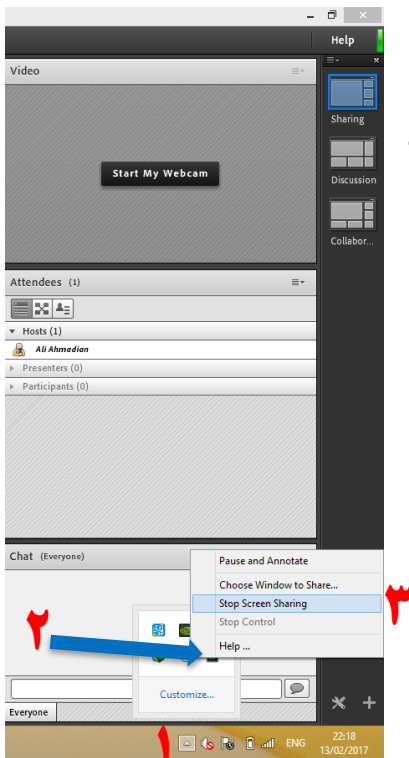 Help
Video
Start My Webcam
Sharing
Discussion
Collabor...
Attendees (1)
Hosts (1)
Ali Ahmadian
Presenters (0)
Participants (0)
Chat (Everyone)
Pause and Annotate
Choose Window to Share...
Stop Screen Sharing
Stop Control
Help ...
۳
۲
Customize...
Everyone
۱
ENG
22:18
13/02/2017